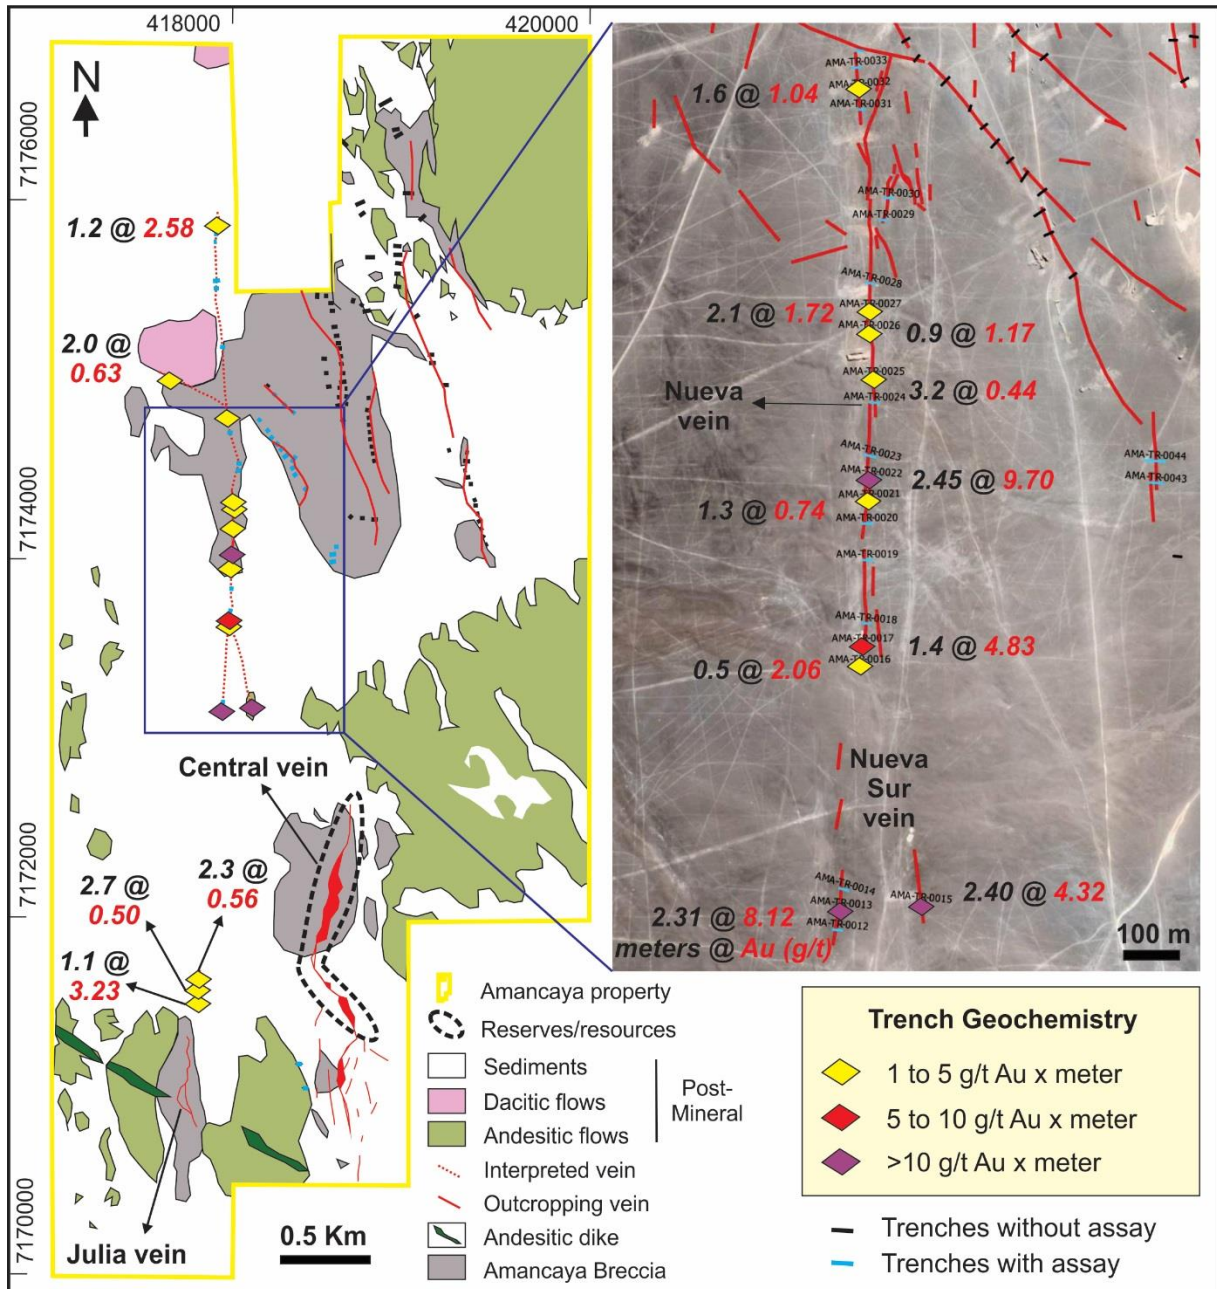 418000
420000
N
7176000
7174000
7172000
7170000
1.2 @ 2.58
2.0 @
0.63
Central vein
2.7 @
0.50
2.3 @
0.56
1.1 @
3.23
Julia vein
0.5 Km
Amancaya property
Reserves/resources
Sediments
Dacitic flows
Andesitic flows
Post-
Mineral
Interpreted vein
Outcropping vein
Andesitic dike
Amancaya Breccia
AMA-TR-0033
AMA-TR-0032
1.6 @ 1.04
AMA-TR-0031
AMA-TR-0030
AMA-TR-0029
AMA-TR-0028
AMA-TR-0027
2.1 @ 1.72
AMA-TR-0026
0.9 @ 1.17
AMA-TR-0025
3.2 @ 0.44
AMA-TR-0024
Nueva
vein
AMA-TR-0023
AMA-TR-0022
2.45 @ 9.70
AMA-TR-0021
1.3 @ 0.74
AMA-TR-0020
AMA-TR-0044
AMA-TR-0043
AMA-TR-0019
AMA-TR-0018
AMA-TR-0017
1.4 @ 4.83
AMA-TR-0016
0.5 @ 2.06
Nueva
Sur
vein
AMA-TR-0014
AMA-TR-0013
AMA-TR-0015
2.40 @ 4.32
2.31 @ 8.12
AMA-TR-0012
meters @ Au (g/t)
100 m
Trench Geochemistry
1 to 5 g/t Au x meter
5 to 10 g/t Au x meter
>10 g/t Au x meter
Trenches without assay
Trenches with assay